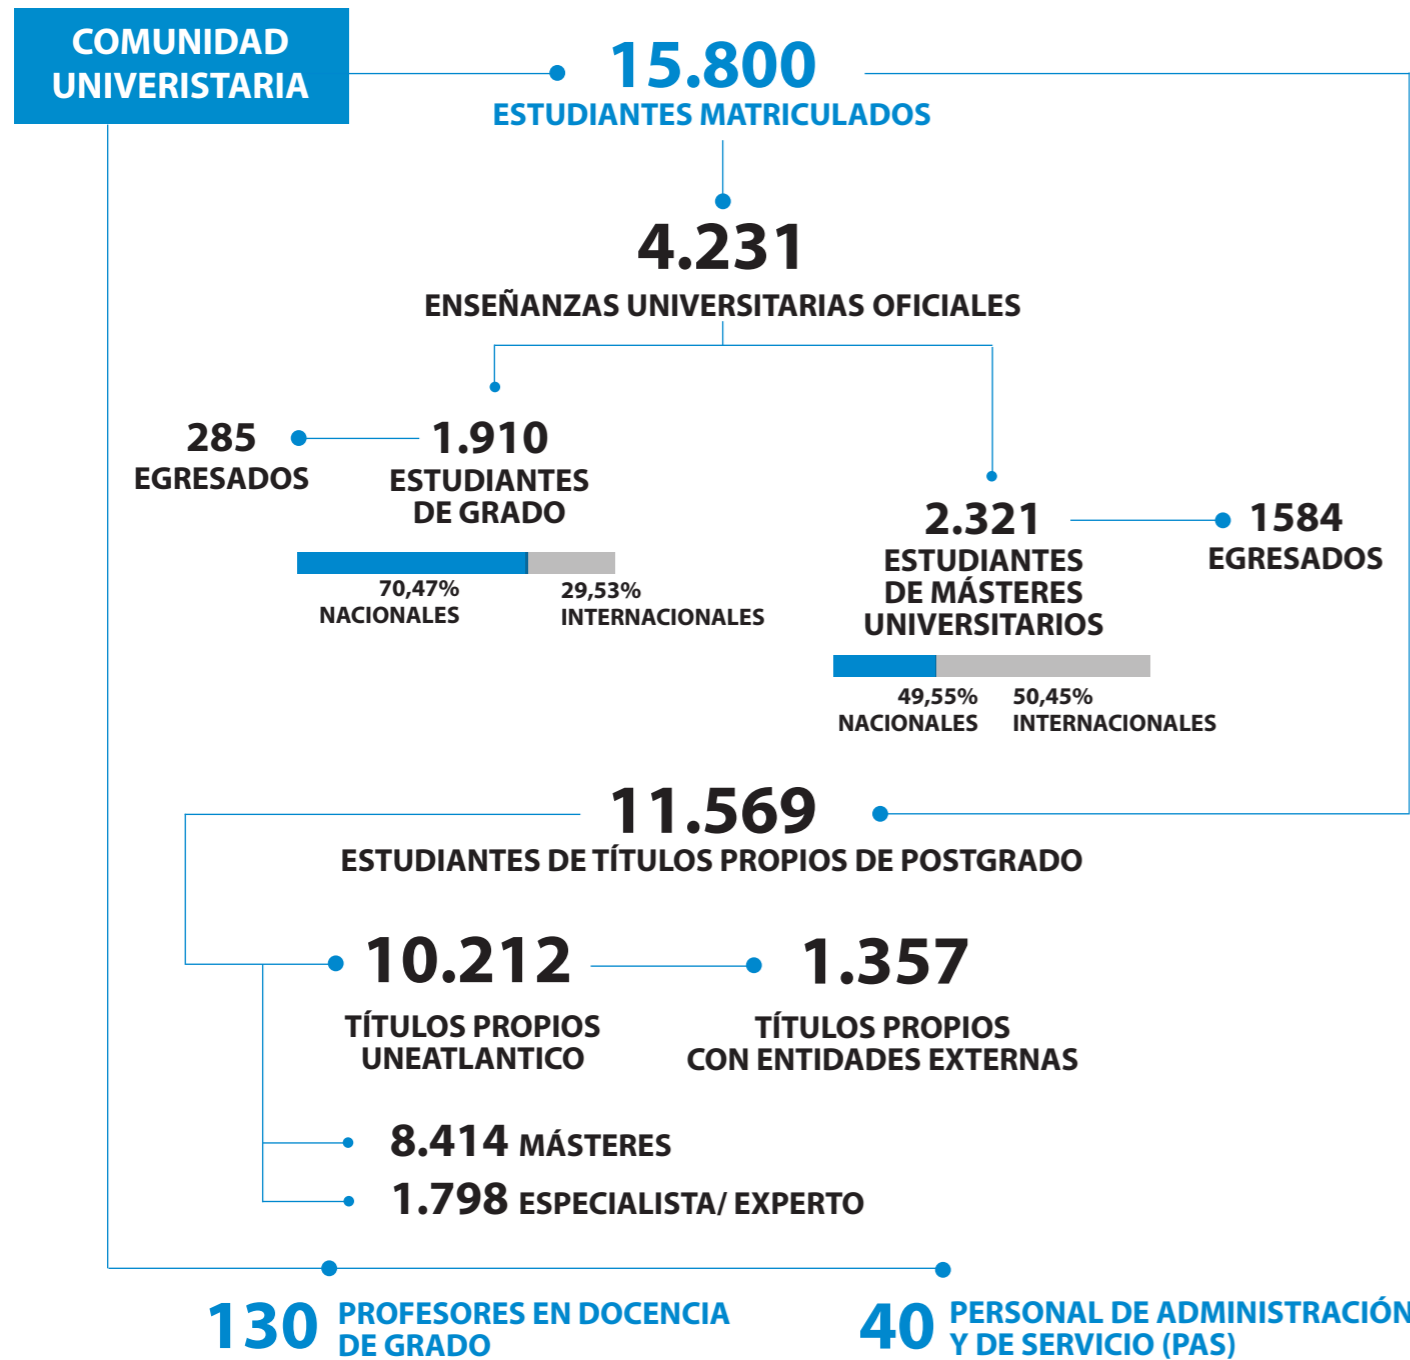 COMUNIDAD
UNIVERISTARIA
15.800
ESTUDIANTES MATRICULADOS
4.231
ENSEÑANZAS UNIVERSITARIAS OFICIALES
285
EGRESADOS
1.910
ESTUDIANTES
DE GRADO
70,47%
NACIONALES
29,53%
INTERNACIONALES
2.321
ESTUDIANTES
DE MÁSTERES
UNIVERSITARIOS
1584
EGRESADOS
49,55%
NACIONALES
50,45%
INTERNACIONALES
11.569
ESTUDIANTES DE TÍTULOS PROPIOS DE POSTGRADO
10.212
TÍTULOS PROPIOS
UNEATLANTICO
1.357
TÍTULOS PROPIOS
CON ENTIDADES EXTERNAS
8.414 MÁSTERES
1.798 ESPECIALISTA/ EXPERTO
130 PROFESORES EN DOCENCIA
DE GRADO
40 PERSONAL DE ADMINISTRACIÓN
Y DE SERVICIO (PAS)